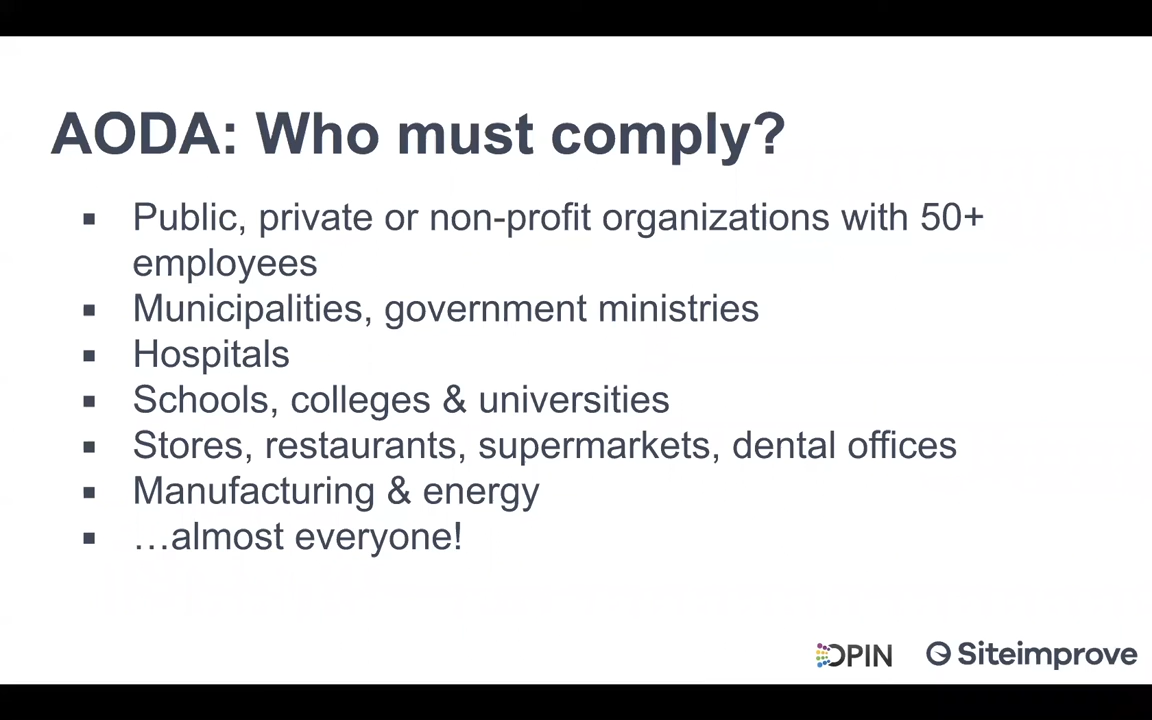 AODA: Who must comply?
▪ Public, private or non-profit organizations with 50+
employees
▪ Municipalities, government ministries
▪ Hospitals
▪ Schools, colleges & universities
▪ Stores, restaurants, supermarkets, dental offices
▪ Manufacturing & energy
▪ …almost everyone!
DPIN Siteimprove